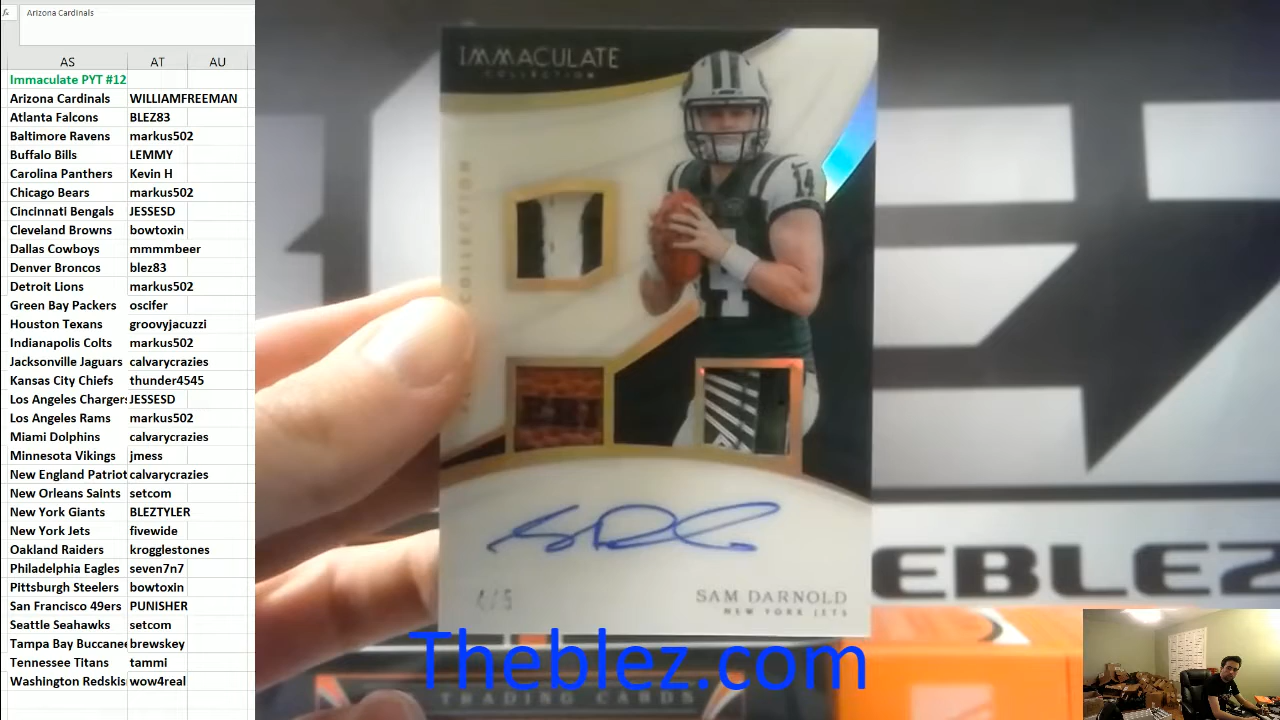 fx Arizona Cardinals
AS AT AU
Immaculate PYT #12
Arizona Cardinals WILLIAMFREEMAN
Atlanta Falcons BLEZ83
Baltimore Ravens markus502
Buffalo Bills LEMMY
Carolina Panthers Kevin H
Chicago Bears markus502
Cincinnati Bengals JESSESD
Cleveland Browns bowtoxin
Dallas Cowboys mmmmbeer
Denver Broncos blez83
Detroit Lions markus502
Green Bay Packers oscifer
Houston Texans groovyjacuzzi
Indianapolis Colts markus502
Jacksonville Jaguars calvarycrazies
Kansas City Chiefs thunder4545
Los Angeles Chargers JESSESD
Los Angeles Rams markus502
Miami Dolphins calvarycrazies
Minnesota Vikings jmess
New England Patriot calvarycrazies
New Orleans Saints setcom
New York Giants BLEZTYLER
New York Jets fivewide
Oakland Raiders krogglestones
Philadelphia Eagles seven7n7
Pittsburgh Steelers bowtoxin
San Francisco 49ers PUNISHER
Seattle Seahawks setcom
Tampa Bay Buccanee brewskey
Tennessee Titans tammi
Washington Redskis wow4real
IMMACULATE
COLLECTION
COLLECTION
14
4/5
SAM DARNOLD
NEW YORK JETS
EBLEZ
Theblez.com
TRADING CARDS